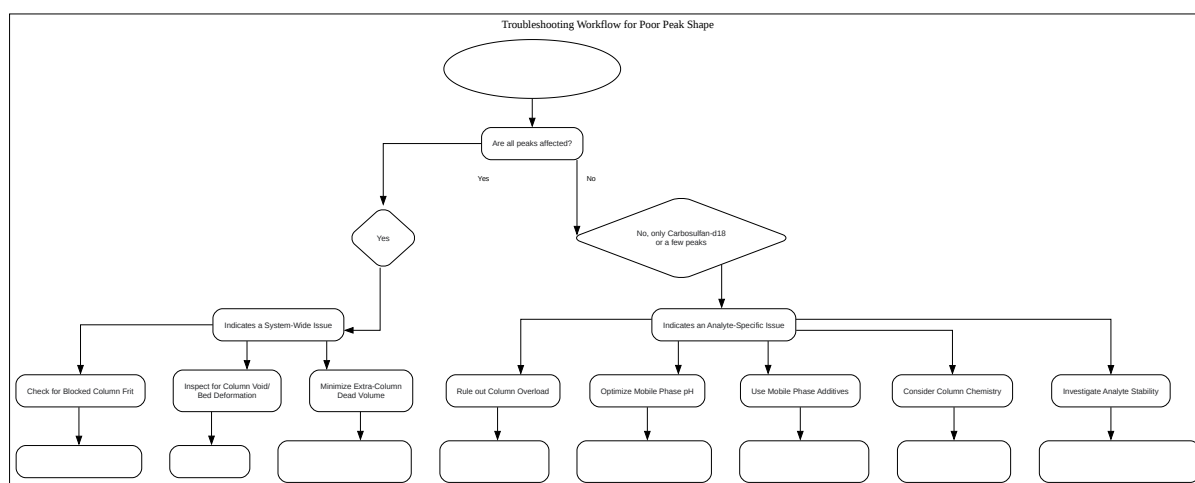 Troubleshooting Workflow for Poor Peak Shape
Are all peaks affected?
Yes
No
Yes
No, only Carbosulfan-d18
or a few peaks
Indicates a System-Wide Issue
Indicates an Analyte-Specific Issue
Check for Blocked Column Frit
Inspect for Column Void/
Bed Deformation
Minimize Extra-Column
Dead Volume
Rule out Column Overload
Optimize Mobile Phase pH
Use Mobile Phase Additives
Consider Column Chemistry
Investigate Analyte Stability